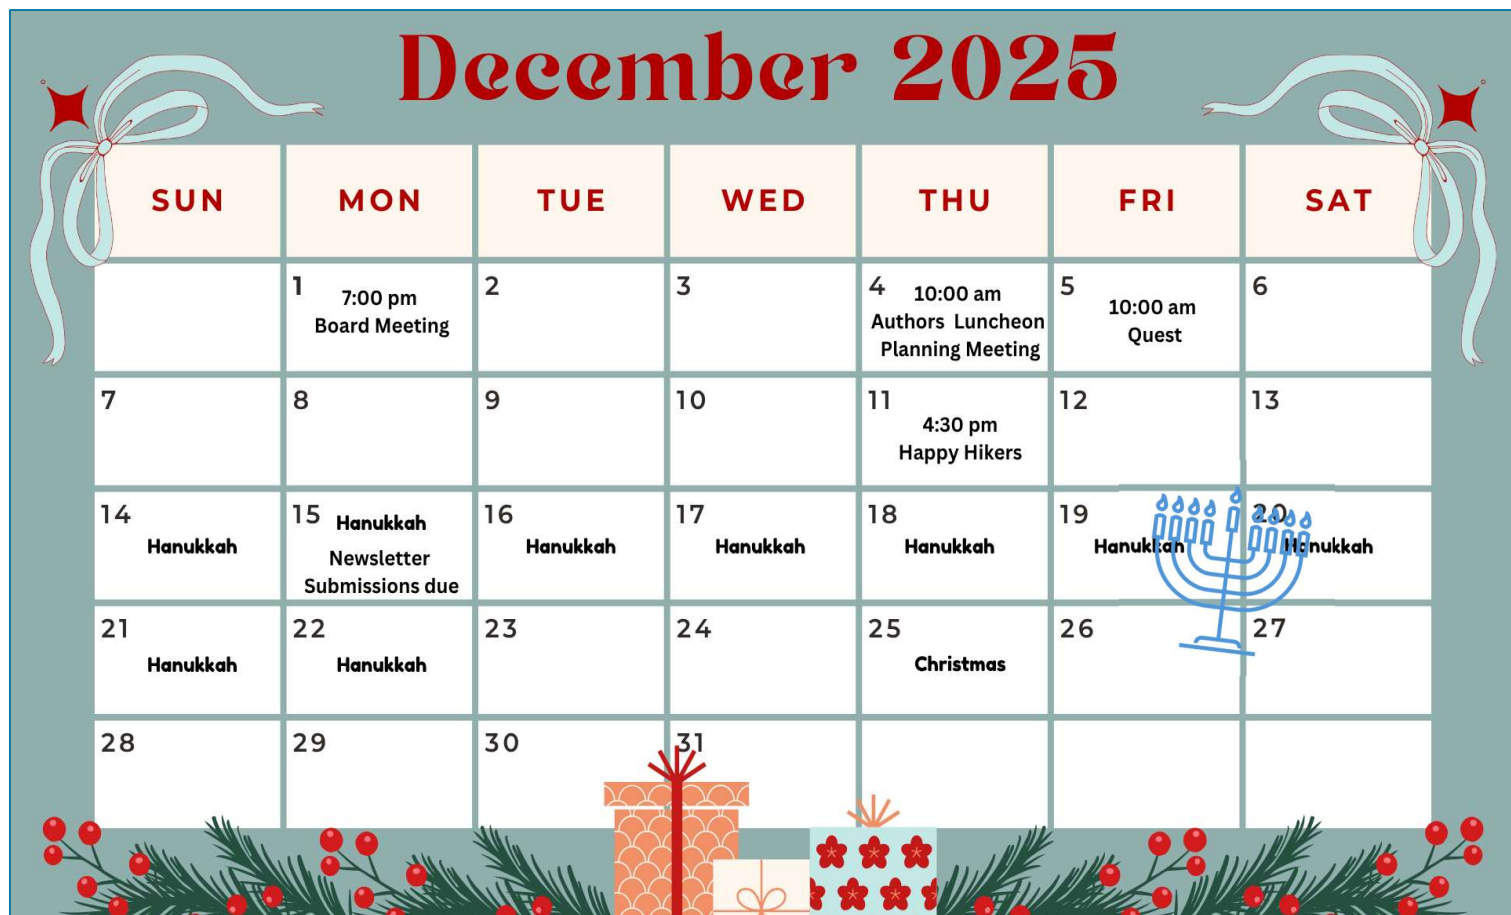 December 2025
SUN MON TUE WED THU FRI SAT
1
7:00 pm
Board Meeting
2
3
4
10:00 am
Authors Luncheon
Planning Meeting
5
10:00 am
Quest
6
7
8
9
10
11
4:30 pm
Happy Hikers
12
13
14
Hanukkah
15
Hanukkah
Newsletter
Submissions due
16
Hanukkah
17
Hanukkah
18
Hanukkah
19
Hanukkah
20
Hanukkah
21
Hanukkah
22
Hanukkah
23
24
25
Christmas
26
27
28
29
30
31